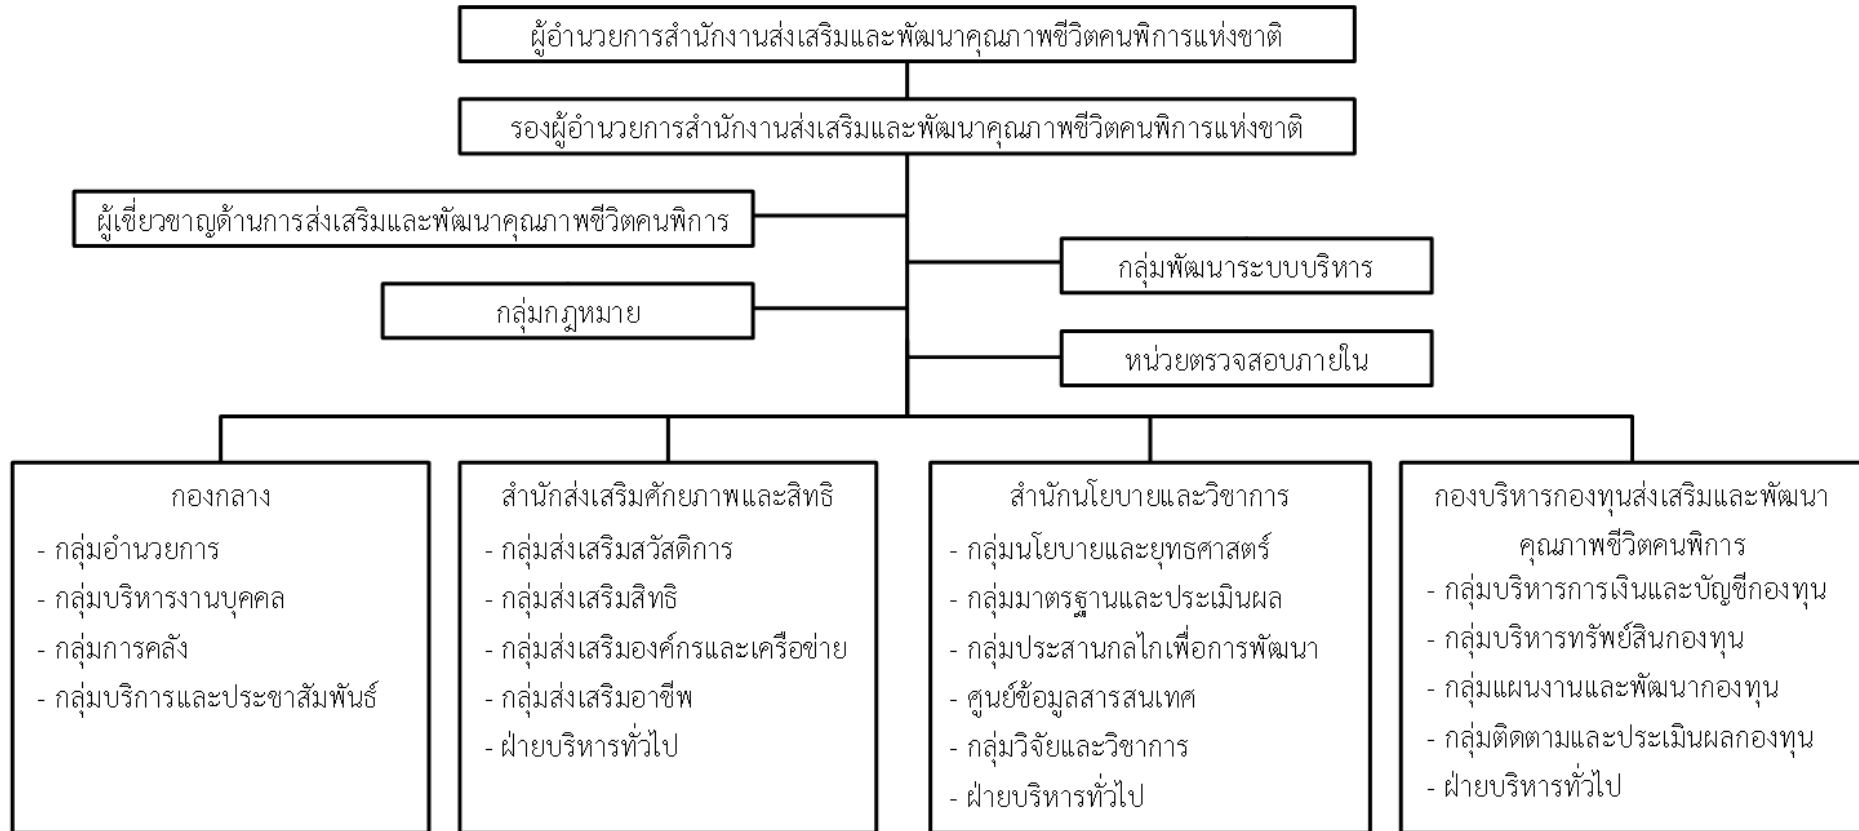 ผู้อำนวยการสำนักงานส่งเสริมและพัฒนาคุณภาพชีวิตคนพิการแห่งชาติ
รองผู้อำนวยการสำนักงานส่งเสริมและพัฒนาคุณภาพชีวิตคนพิการแห่งชาติ
ผู้เชี่ยวชาญด้านการส่งเสริมและพัฒนาคุณภาพชีวิตคนพิการ
กลุ่มพัฒนาระบบบริหาร
กลุ่มกฎหมาย
หน่วยตรวจสอบภายใน
กองกลาง
- กลุ่มอำนวยการ
- กลุ่มบริหารงานบุคคล
- กลุ่มการคลัง
- กลุ่มบริการและประชาสัมพันธ์
สำนักส่งเสริมศักยภาพและสิทธิ
- กลุ่มส่งเสริมสวัสดิการ
- กลุ่มส่งเสริมสิทธิ
- กลุ่มส่งเสริมองค์กรและเครือข่าย
- กลุ่มส่งเสริมอาชีพ
- ฝ่ายบริหารทั่วไป
สำนักนโยบายและวิชาการ
- กลุ่มนโยบายและยุทธศาสตร์
- กลุ่มมาตรฐานและประเมินผล
- กลุ่มประสานกลไกเพื่อการพัฒนา
- ศูนย์ข้อมูลสารสนเทศ
- กลุ่มวิจัยและวิชาการ
- ฝ่ายบริหารทั่วไป
กองบริหารกองทุนส่งเสริมและพัฒนา
คุณภาพชีวิตคนพิการ
- กลุ่มบริหารการเงินและบัญชีกองทุน
- กลุ่มบริหารทรัพย์สินกองทุน
- กลุ่มแผนงานและพัฒนากองทุน
- กลุ่มติดตามและประเมินผลกองทุน
- ฝ่ายบริหารทั่วไป